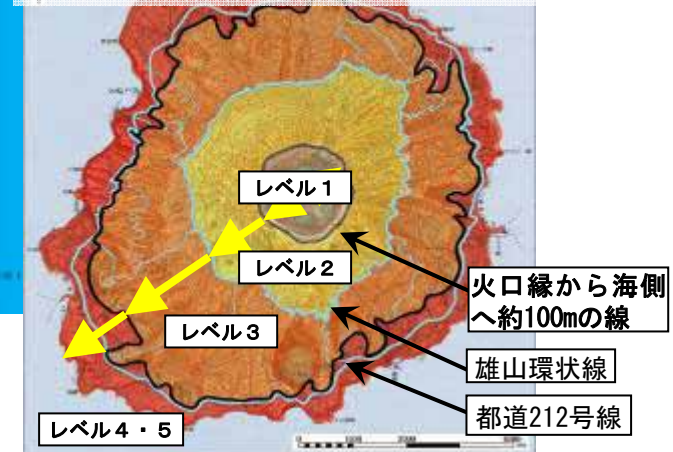 レベル１
レベル２
火口縁から海側
へ約100mの線
レベル３
雄山環状線
都道212号線
レベル４・５